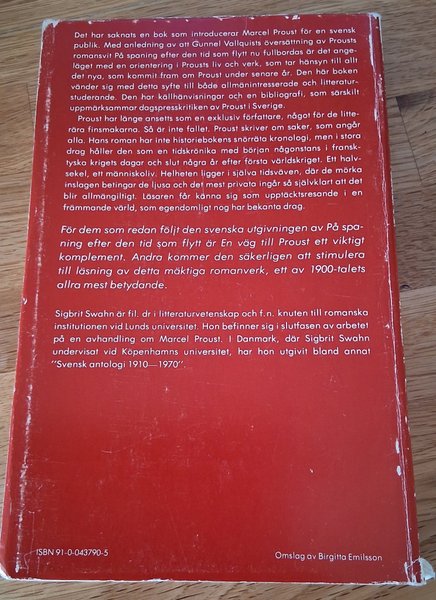 Det har saknats en bok som introducerar Marcel Proust för en svensk
publik. Med anledning av att Gunnel Vallquists översättning av Prousts
romansvit På spaning efter den tid som flytt nu fullbordas är det ange-
läget med en orientering i Prousts liv och verk, som tar hänsyn till allt
det nya, som kommit fram om Proust under senare år. Den här boken
vänder sig med detta syfte till både allmänintresserade och litteratur-
studerande. Den har källhänvisningar och en bibliografi, som särskilt
uppmärksammar dagspresskritiken av Proust i Sverige.
Proust har länge ansetts som en exklusiv författare, något för de litte-
rära finsmakarna. Så är inte fallet. Proust skriver om saker, som angår
alla. Hans roman har inte historiebokens snörräta kronologi, men i stora
drag håller den som en tidskrönika med början någonstans i fransk-
tyska krigets dagar och slut några år efter första världskriget. Ett halv-
sekel, ett människoliv. Helheten ligger i själva tidsväven, där de mörka
inslagen betingar de ljusa och det mest privata ingår så självklart att det
blir allmängiltigt. Läsaren får känna sig som upptäcktsresande i en
främmande värld, som egendomligt nog har bekanta drag.
För dem som redan följt den svenska utgivningen av På spa-
ning efter den tid som flytt är En väg till Proust ett viktigt
komplement. Andra kommer den säkerligen att stimulera
till läsning av detta mäktiga romanverk, ett av 1900-talets
allra mest betydande.
Sigbrit Swahn är fil. dr i litteraturvetenskap och f.n. knuten till romanska
institutionen vid Lunds universitet. Hon befinner sig i slutfasen av arbetet
på en avhandling om Marcel Proust. I Danmark, där Sigbrit Swahn
undervisat vid Köpenhamns universitet, har hon utgivit bland annat
"Svensk antologi 1910—1970".
ISBN 91-0-043790-5
Omslag av Birgitta Emilsson